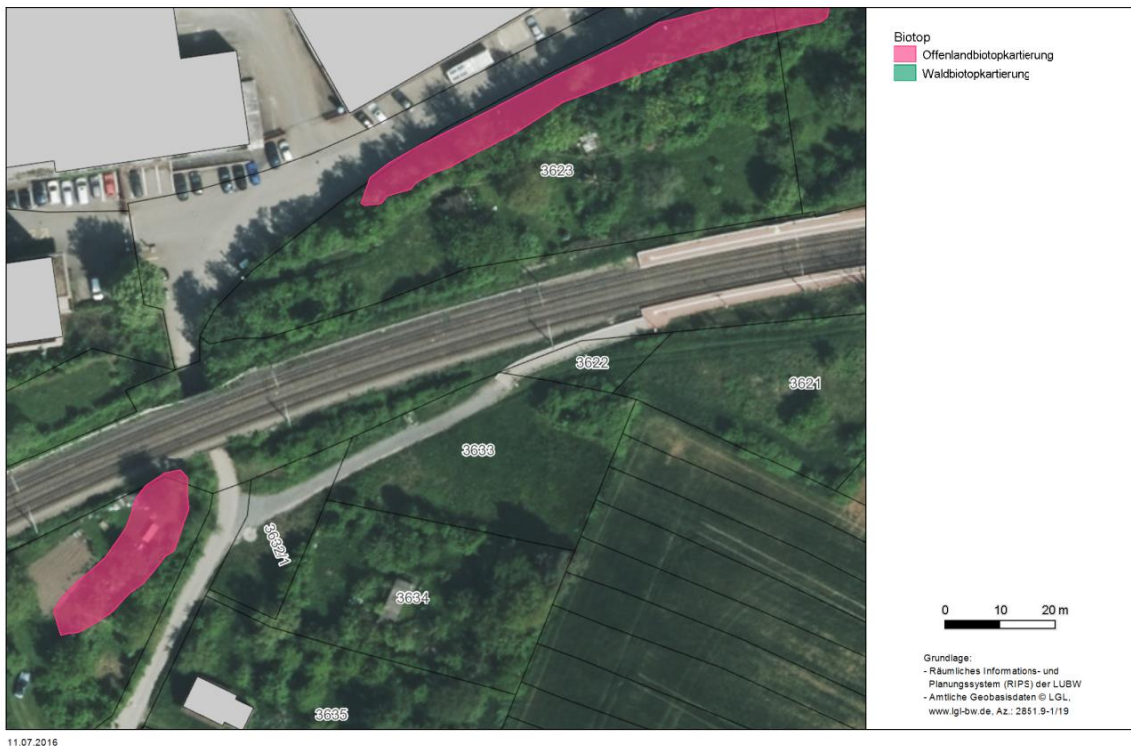 Biotop
Offenlandbiotopkartierung
Waldbiotopkartierung
3623
3622
3621
3633
3632/1
3634
3635
0 10 20 m
Grundlage:
- Räumliches Informations- und
Planungssystem (RIPS) der LUBW
- Amtliche Geobasisdaten © LGL,
www.lgl-bw.de, Az.: 2851.9-1/19
11.07.2016